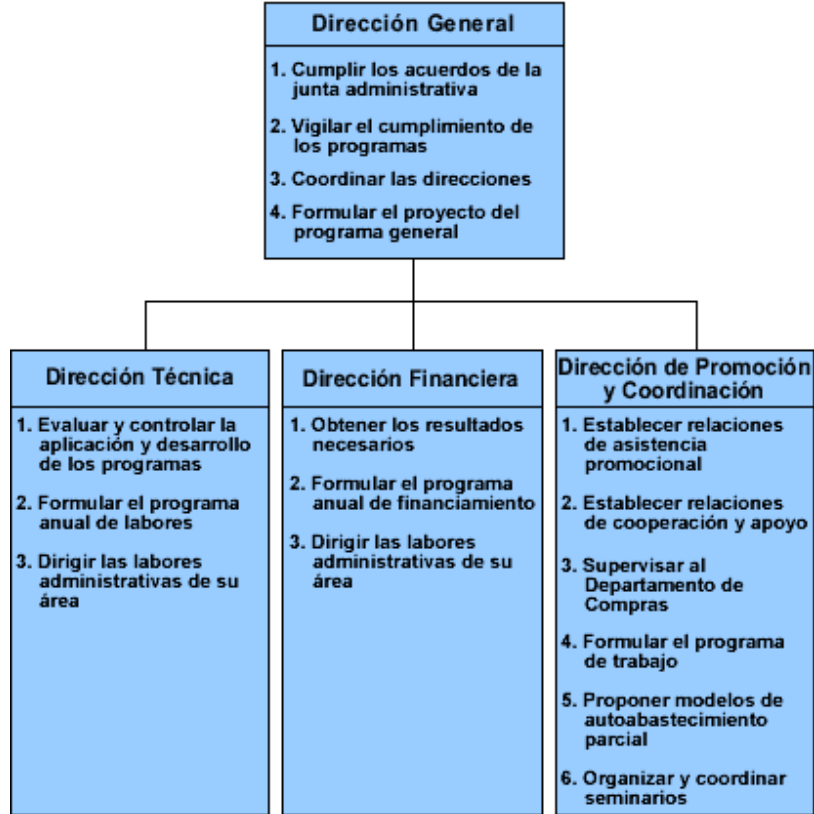 Dirección General
1. Cumplir los acuerdos de la
junta administrativa
2. Vigilar el cumplimiento de
los programas
3. Coordinar las direcciones
4. Formular el proyecto del
programa general
Dirección Técnica
1. Evaluar y controlar la
aplicación y desarrollo
de los programas
2. Formular el programa
anual de labores
3. Dirigir las labores
administrativas de su
área
Dirección Financiera
1. Obtener los resultados
necesarios
2. Formular el programa
anual de financiamiento
3. Dirigir las labores
administrativas de su
área
Dirección de Promoción
y Coordinación
1. Establecer relaciones
de asistencia
promocional
2. Establecer relaciones
de cooperación y apoyo
3. Supervisar al
Departamento de
Compras
4. Formular el programa
de trabajo
5. Proponer modelos de
autoabastecimiento
parcial
6. Organizar y coordinar
seminarios